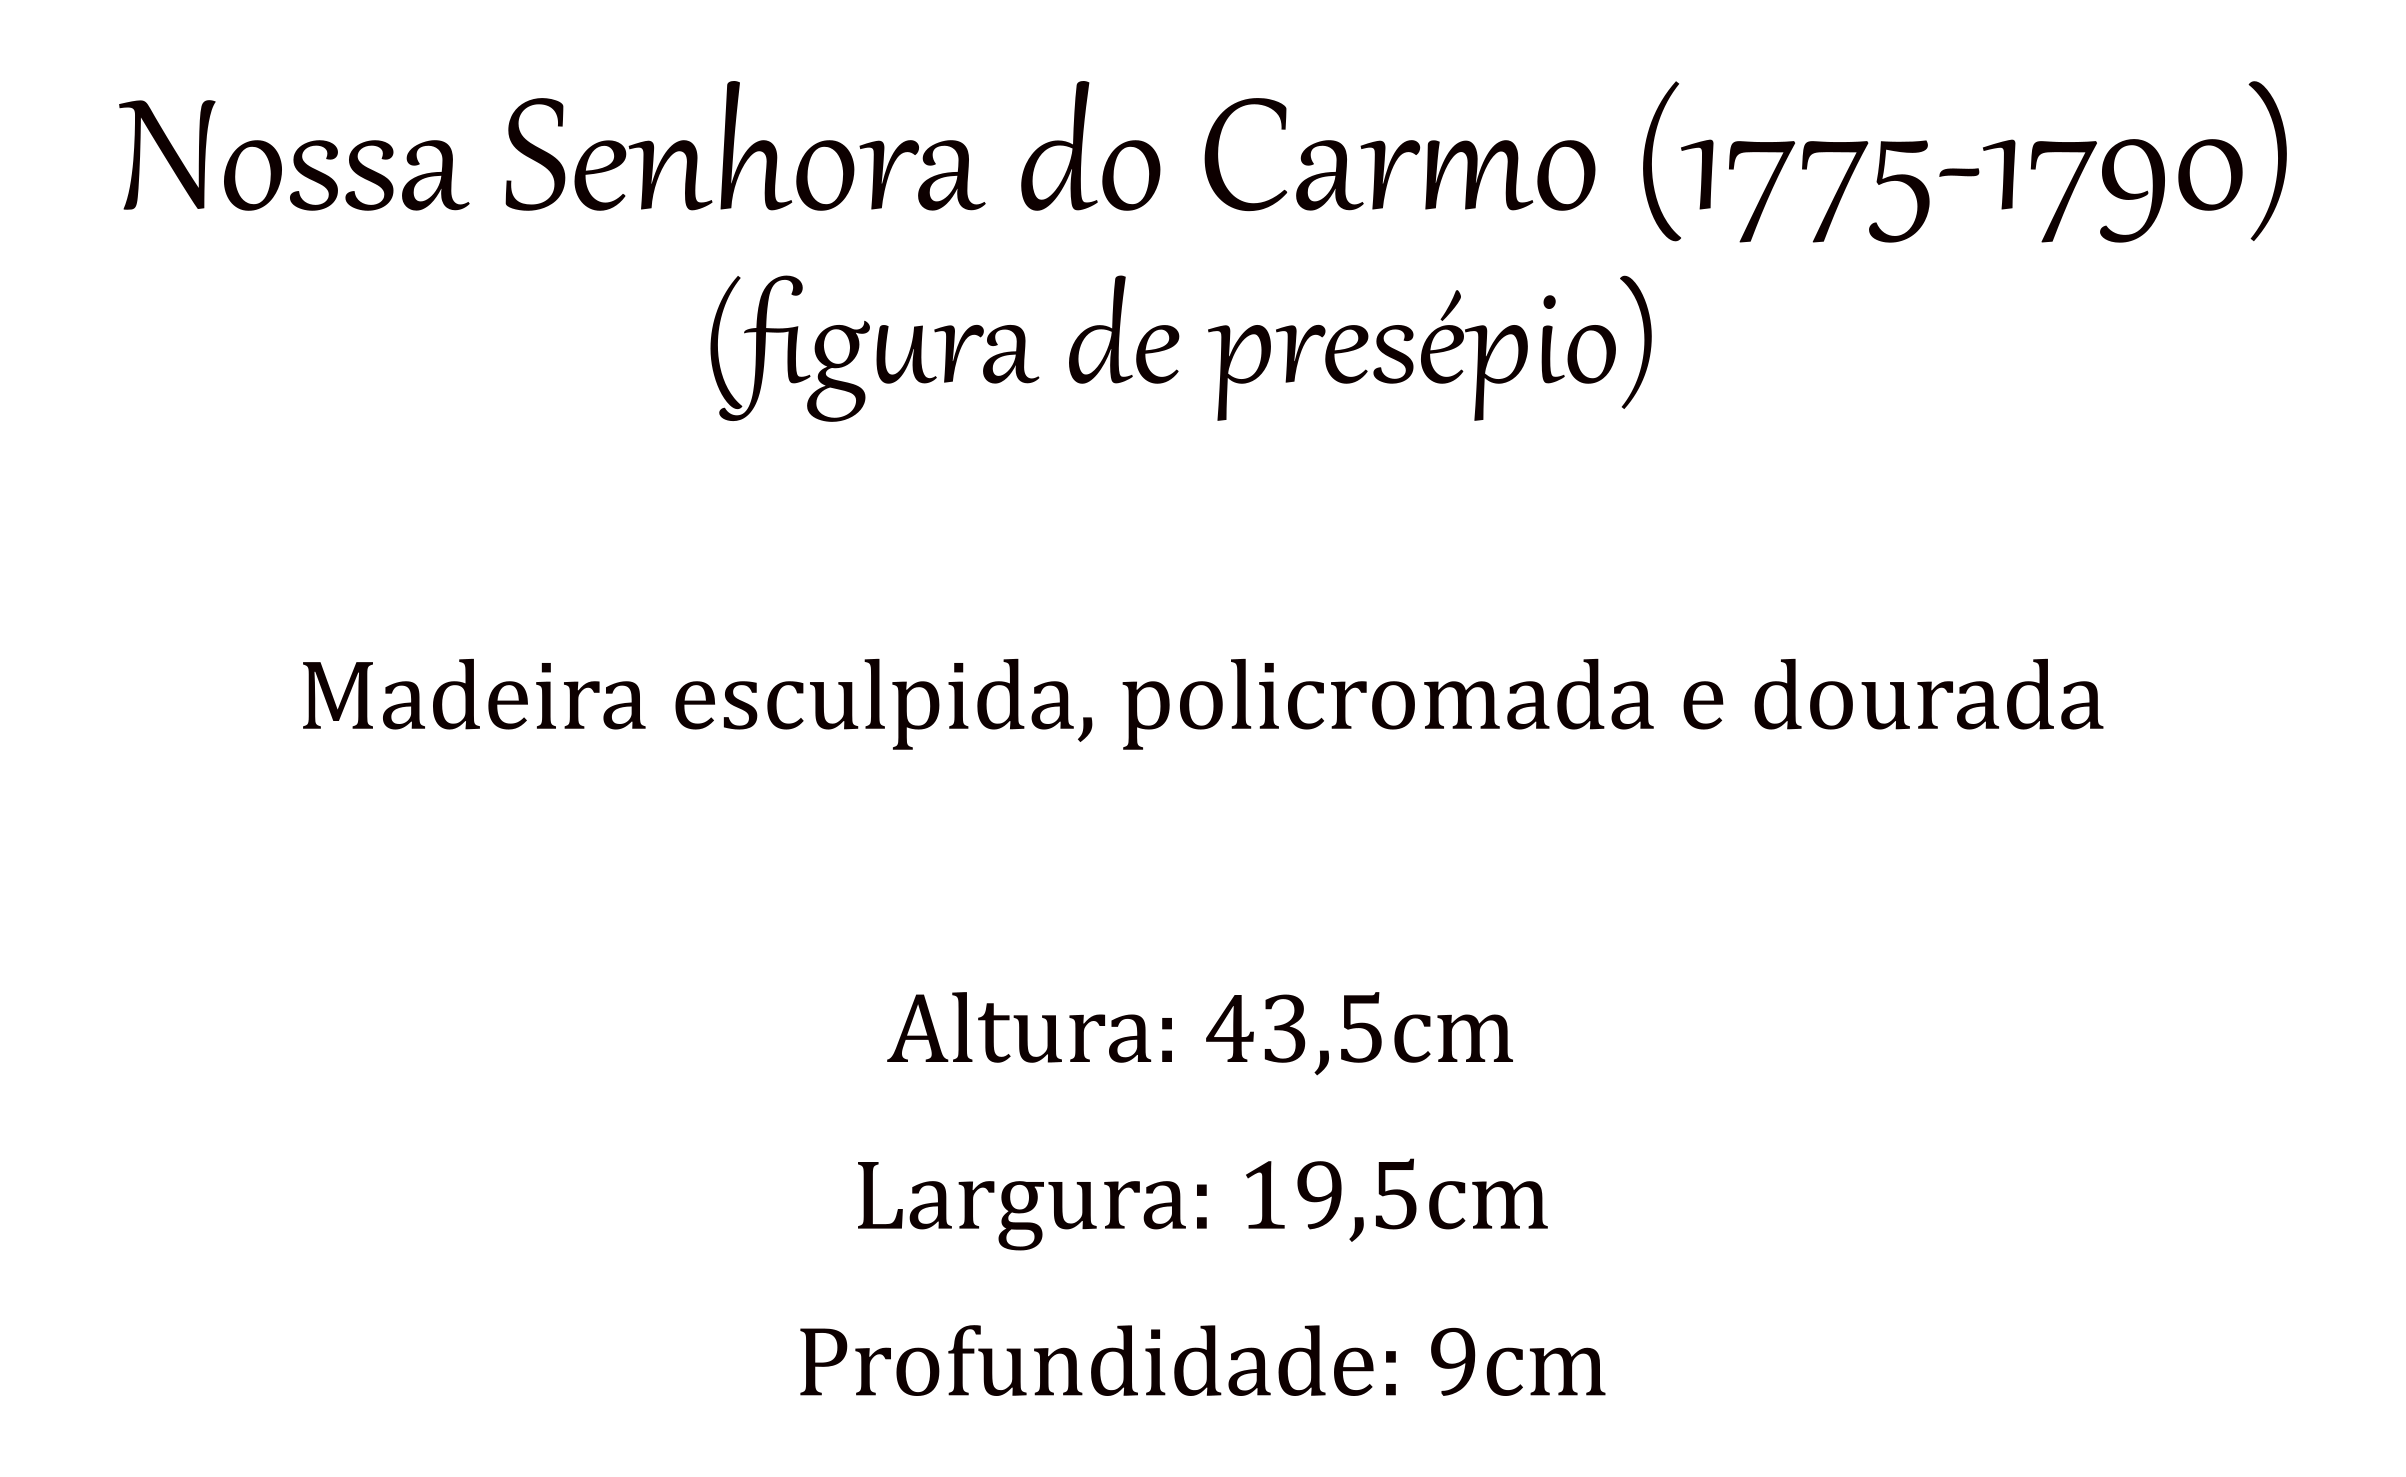 Nossa Senhora do Carmo (1775-1790)
(figura de presépio)
Madeira esculpida, policromada e dourada
Altura: 43,5cm
Largura: 19,5cm
Profundidade: 9cm